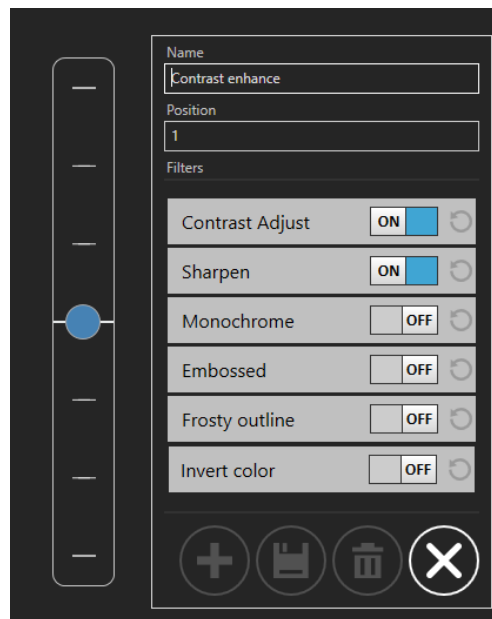 Name
Contrast enhance
Position
1
Filters
Contrast Adjust ON
Sharpen ON
Monochrome OFF
Embossed OFF
Frosty outline OFF
Invert color OFF